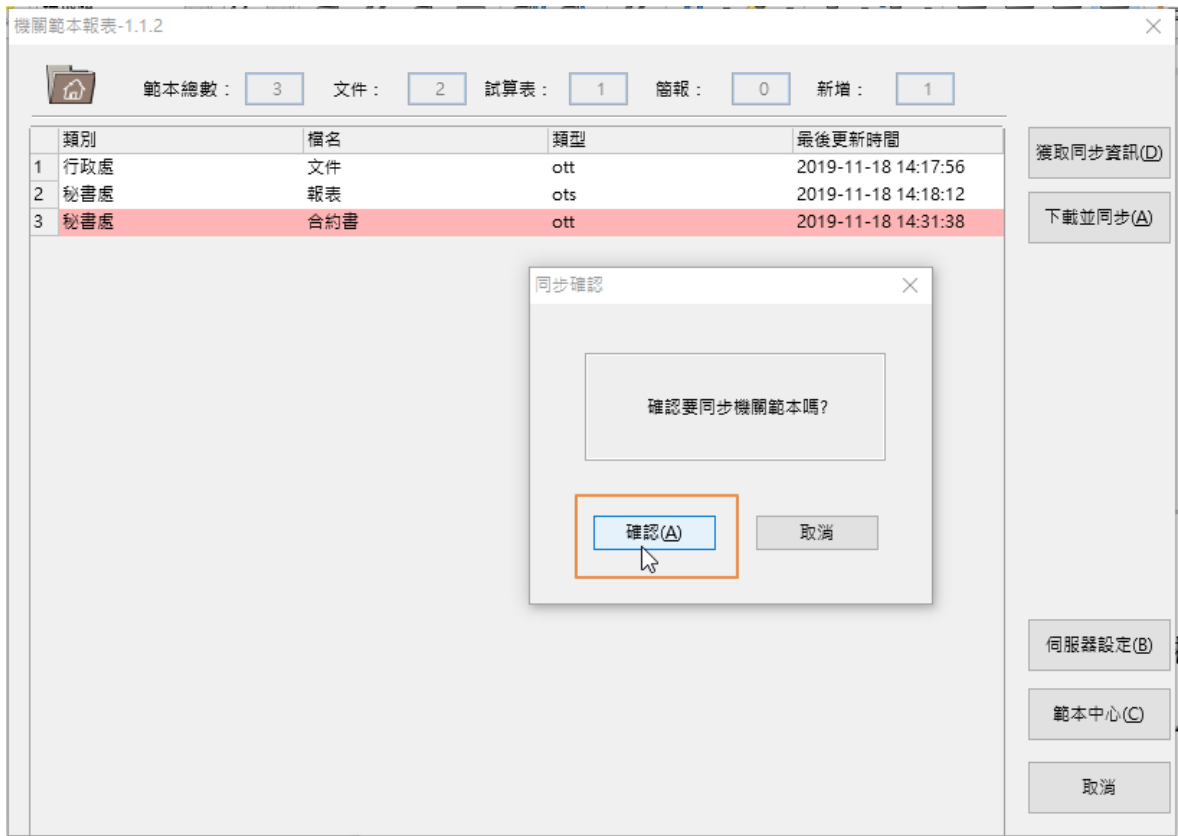 機關範本報表-1.1.2
範本總數： 3 文件： 2 試算表： 1 簡報： 0 新增： 1
類別 檔名 類型 最後更新時間
1 行政處 文件 ott 2019-11-18 14:17:56
2 秘書處 報表 ots 2019-11-18 14:18:12
3 秘書處 合約書 ott 2019-11-18 14:31:38
獲取同步資訊(D)
下載並同步(A)
同步確認
確認要同步機關範本嗎?
確認(A) 取消
伺服器設定(B)
範本中心(C)
取消